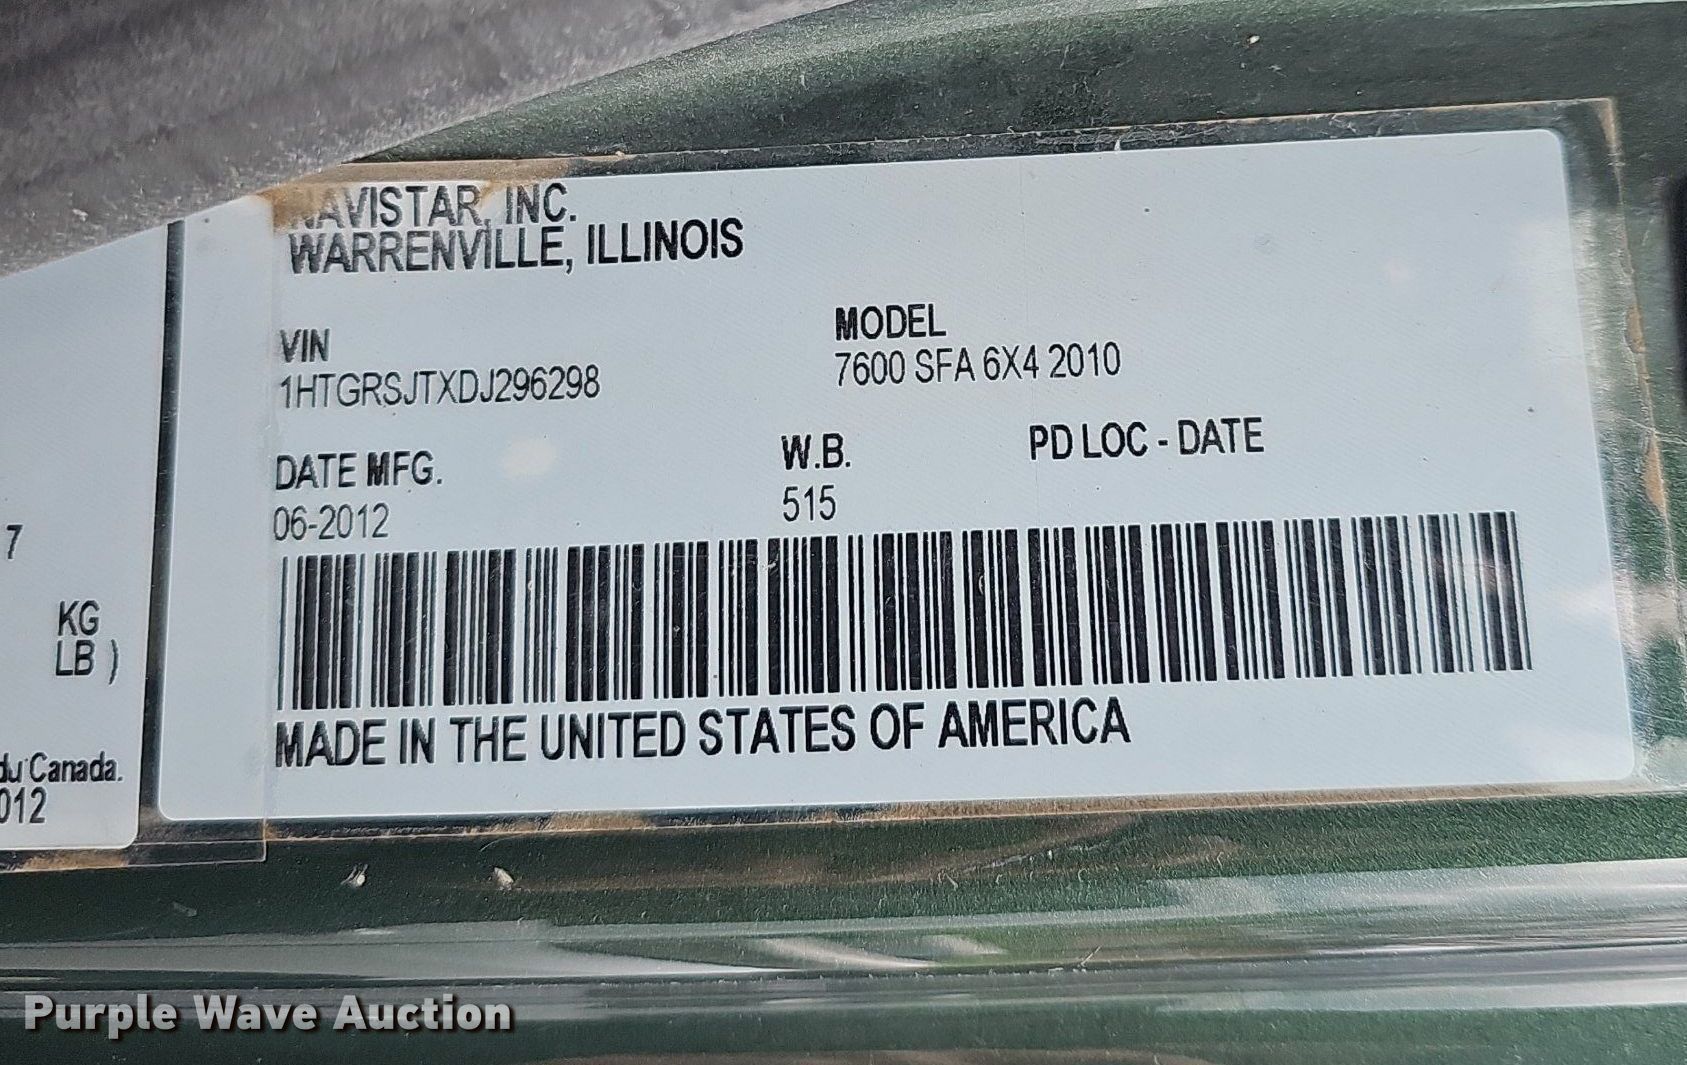 NAVISTAR, INC.
WARRENVILLE, ILLINOIS
VIN
1HTGRSJTXDJ296298
MODEL
7600 SFA 6X4 2010
DATE MFG.
06-2012
W.B.
515
PD LOC - DATE
MADE IN THE UNITED STATES OF AMERICA
7
KG
LB )
du Canada.
012
Purple Wave Auction